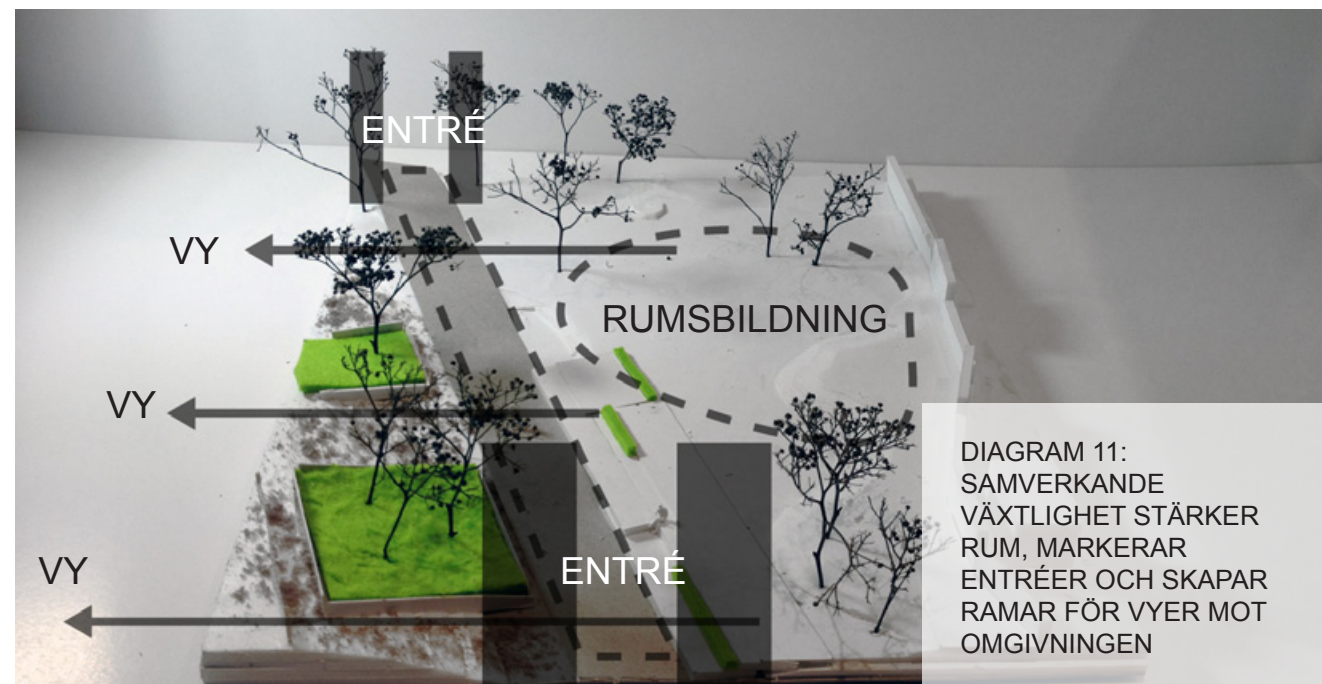 ENTRÉ
VY
RUMSBILDNING
VY
DIAGRAM 11:
SAMVERKANDE
VÄXTLIGHET STÄRKER
RUM, MARKERAR
ENTRÉER OCH SKAPAR
RAMAR FÖR VYER MOT
OMGIVNINGEN
VY
ENTRÉ